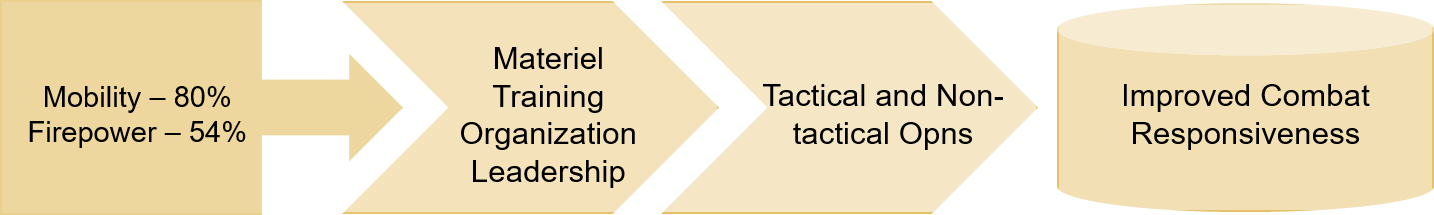 Mobility – 80%
Firepower – 54%
Materiel
Training
Organization
Leadership
Tactical and Non-
tactical Opns
Improved Combat
Responsiveness